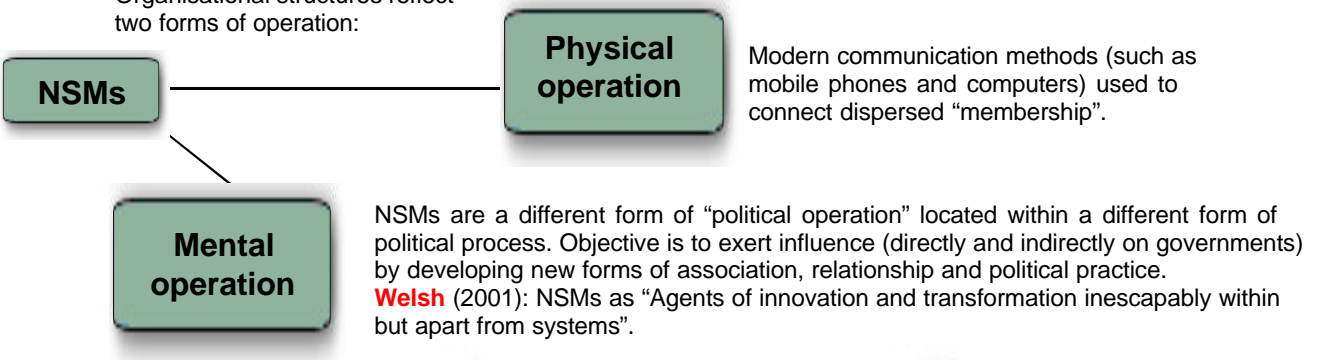 Organisational structures reflect
two forms of operation:
NSMs
Physical
operation
Modern communication methods (such as
mobile phones and computers) used to
connect dispersed “membership”.
Mental
operation
NSMs are a different form of “political operation” located within a different form of
political process. Objective is to exert influence (directly and indirectly on governments)
by developing new forms of association, relationship and political practice.
Welsh (2001): NSMs as “Agents of innovation and transformation inescapably within
but apart from systems”.